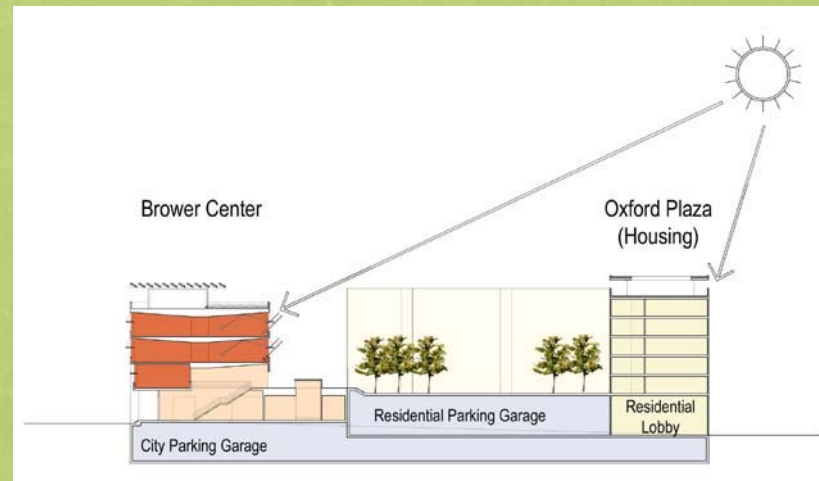 Brower Center
Oxford Plaza
(Housing)
Residential Parking Garage
Residential
Lobby
City Parking Garage